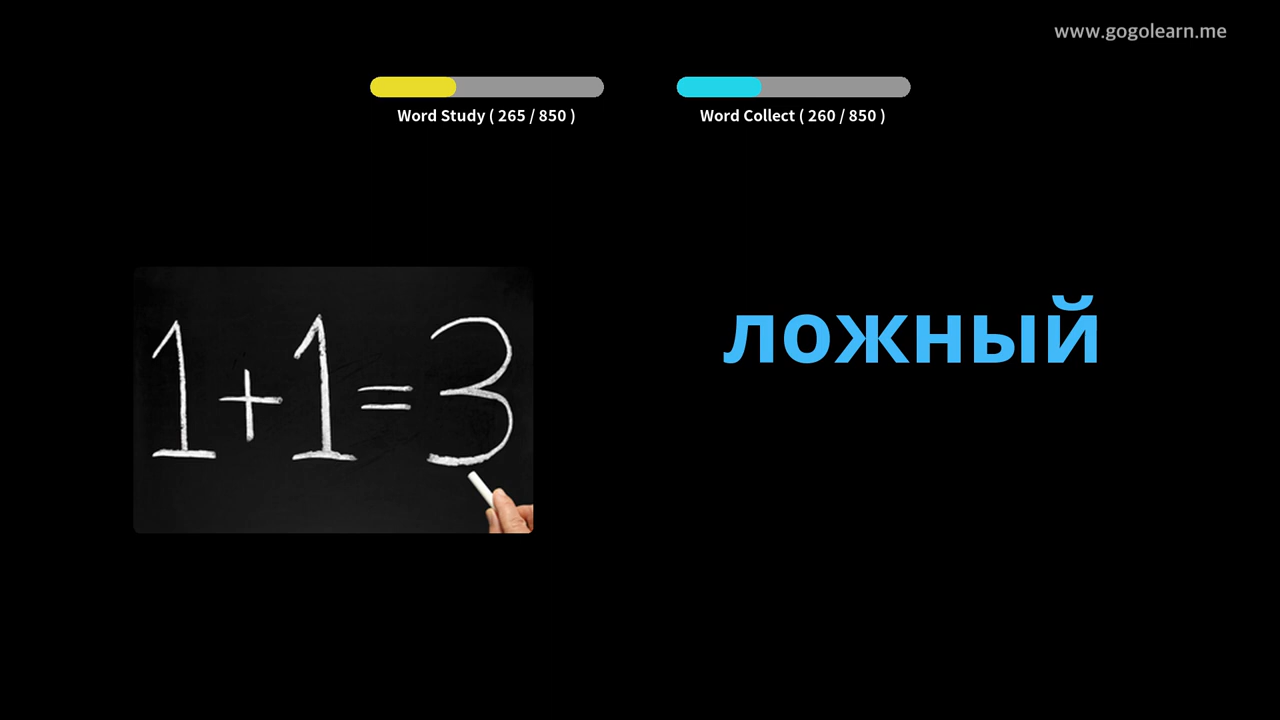 www.gogolearn.me
Word Study ( 265 / 850 )
Word Collect ( 260 / 850 )
1+1=3
ложный